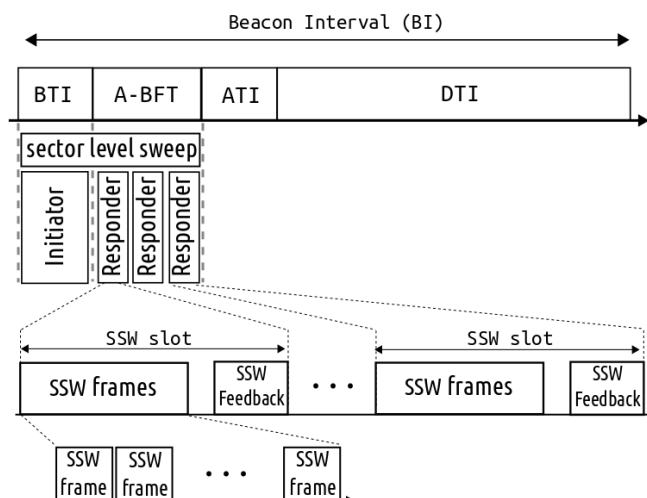 Beacon Interval (BI)
BTI
A-BFT
ATI
DTI
sector level sweep
Initiator
Responder
Responder
Responder
SSW slot
SSW slot
SSW frames
SSW
Feedback
• • •
SSW frames
SSW
Feedback
SSW
frame
SSW
frame
• • •
SSW
frame